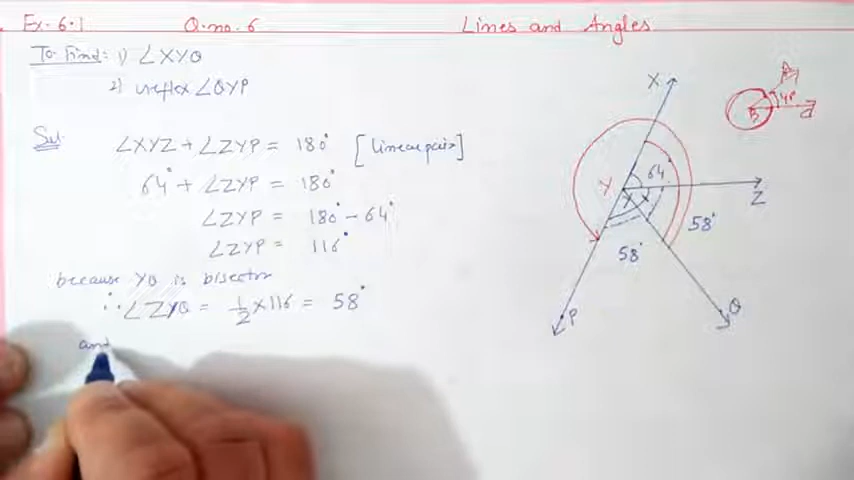 Ex-6.1 Q.no.6 Lines and Angles
To Find: 1) ∠XYQ
2) reflex ∠QYP
Sol.
∠XYZ + ∠ZYP = 180° [linear pair]
64° + ∠ZYP = 180°
∠ZYP = 180° - 64°
∠ZYP = 116°
because YQ is bisector
∴ ∠ZYQ = 1/2 × 116 = 58°
and
X
Y
64°
Z
58°
58°
P
Q
A
B